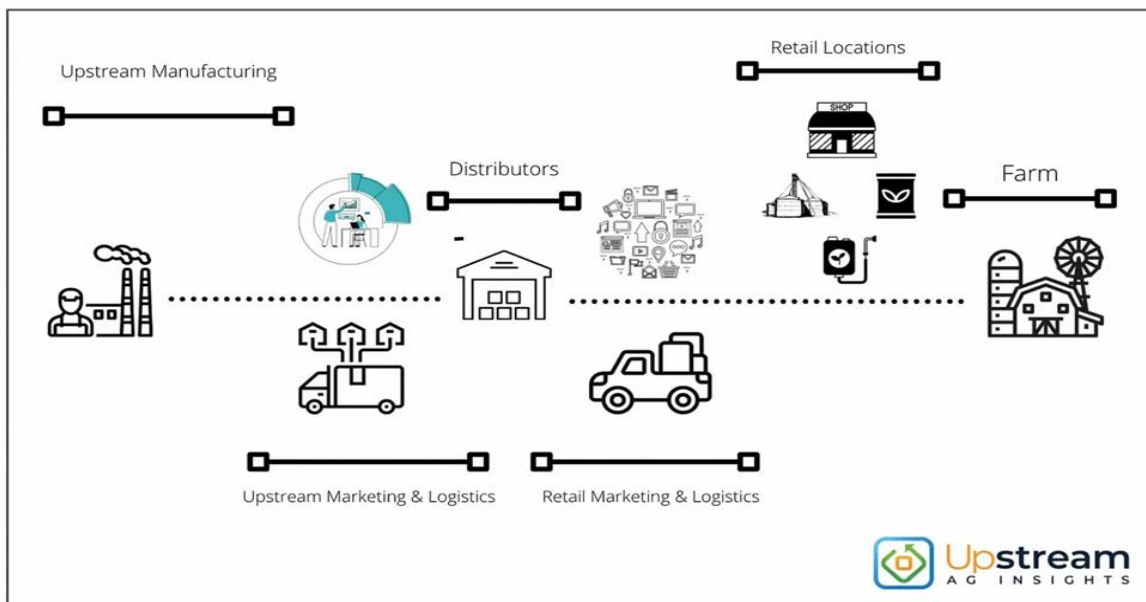 Retail Locations
Upstream Manufacturing
SHOP
Distributors
Farm
Upstream Marketing & Logistics
Retail Marketing & Logistics
Upstream
AG INSIGHTS